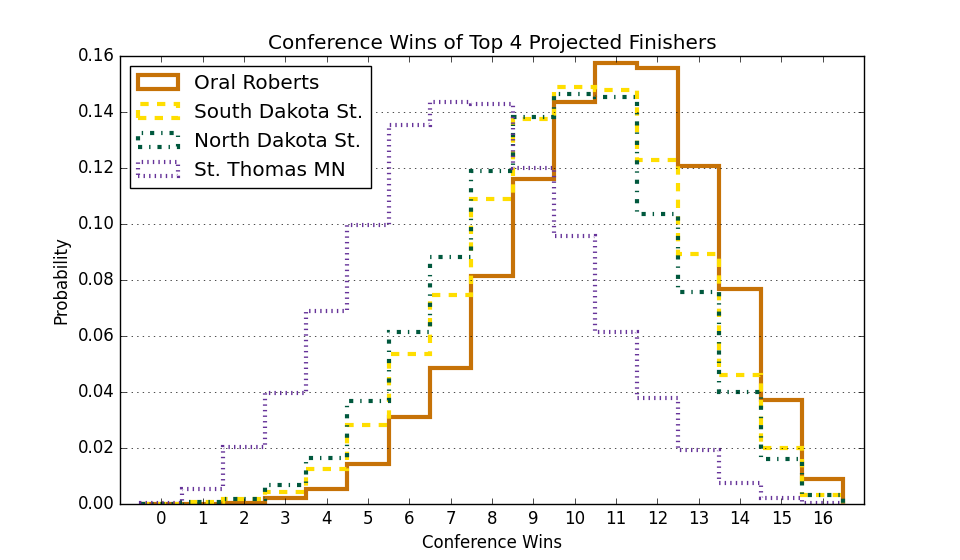 Conference Wins of Top 4 Projected Finishers
Oral Roberts
South Dakota St.
North Dakota St.
St. Thomas MN
Probability
0.16
0.14
0.12
0.10
0.08
0.06
0.04
0.02
0.00
0 1 2 3 4 5 6 7 8 9 10 11 12 13 14 15 16
Conference Wins